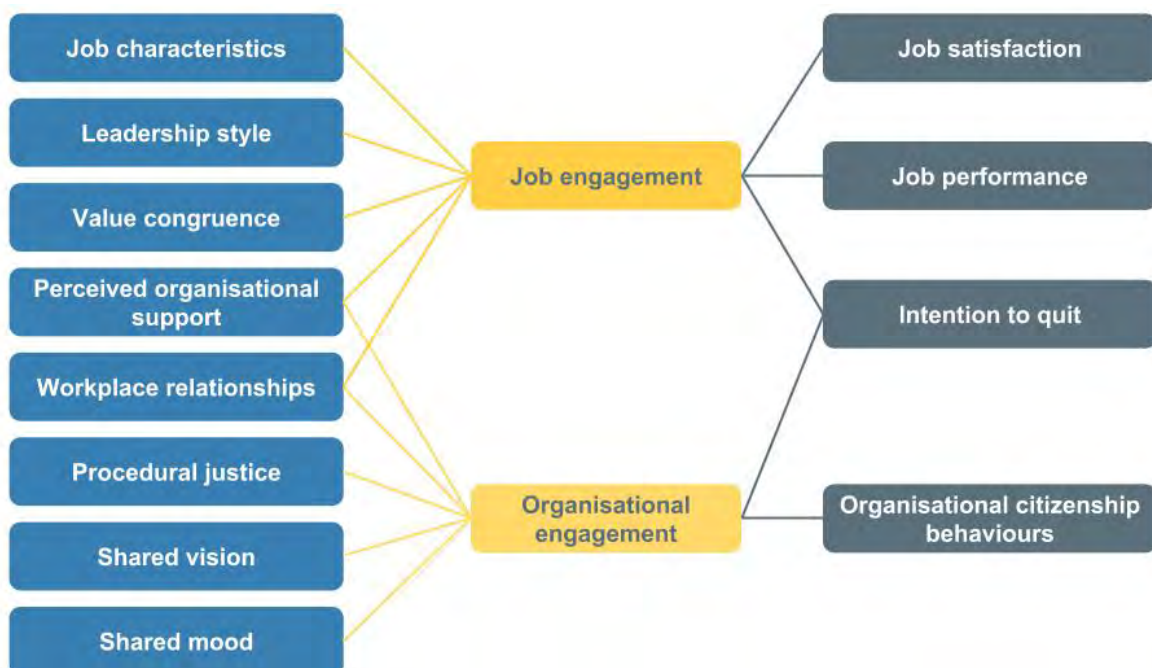 Job characteristics
Leadership style
Value congruence
Perceived organisational
support
Workplace relationships
Procedural justice
Shared vision
Shared mood
Job engagement
Organisational
engagement
Job satisfaction
Job performance
Intention to quit
Organisational citizenship
behaviours